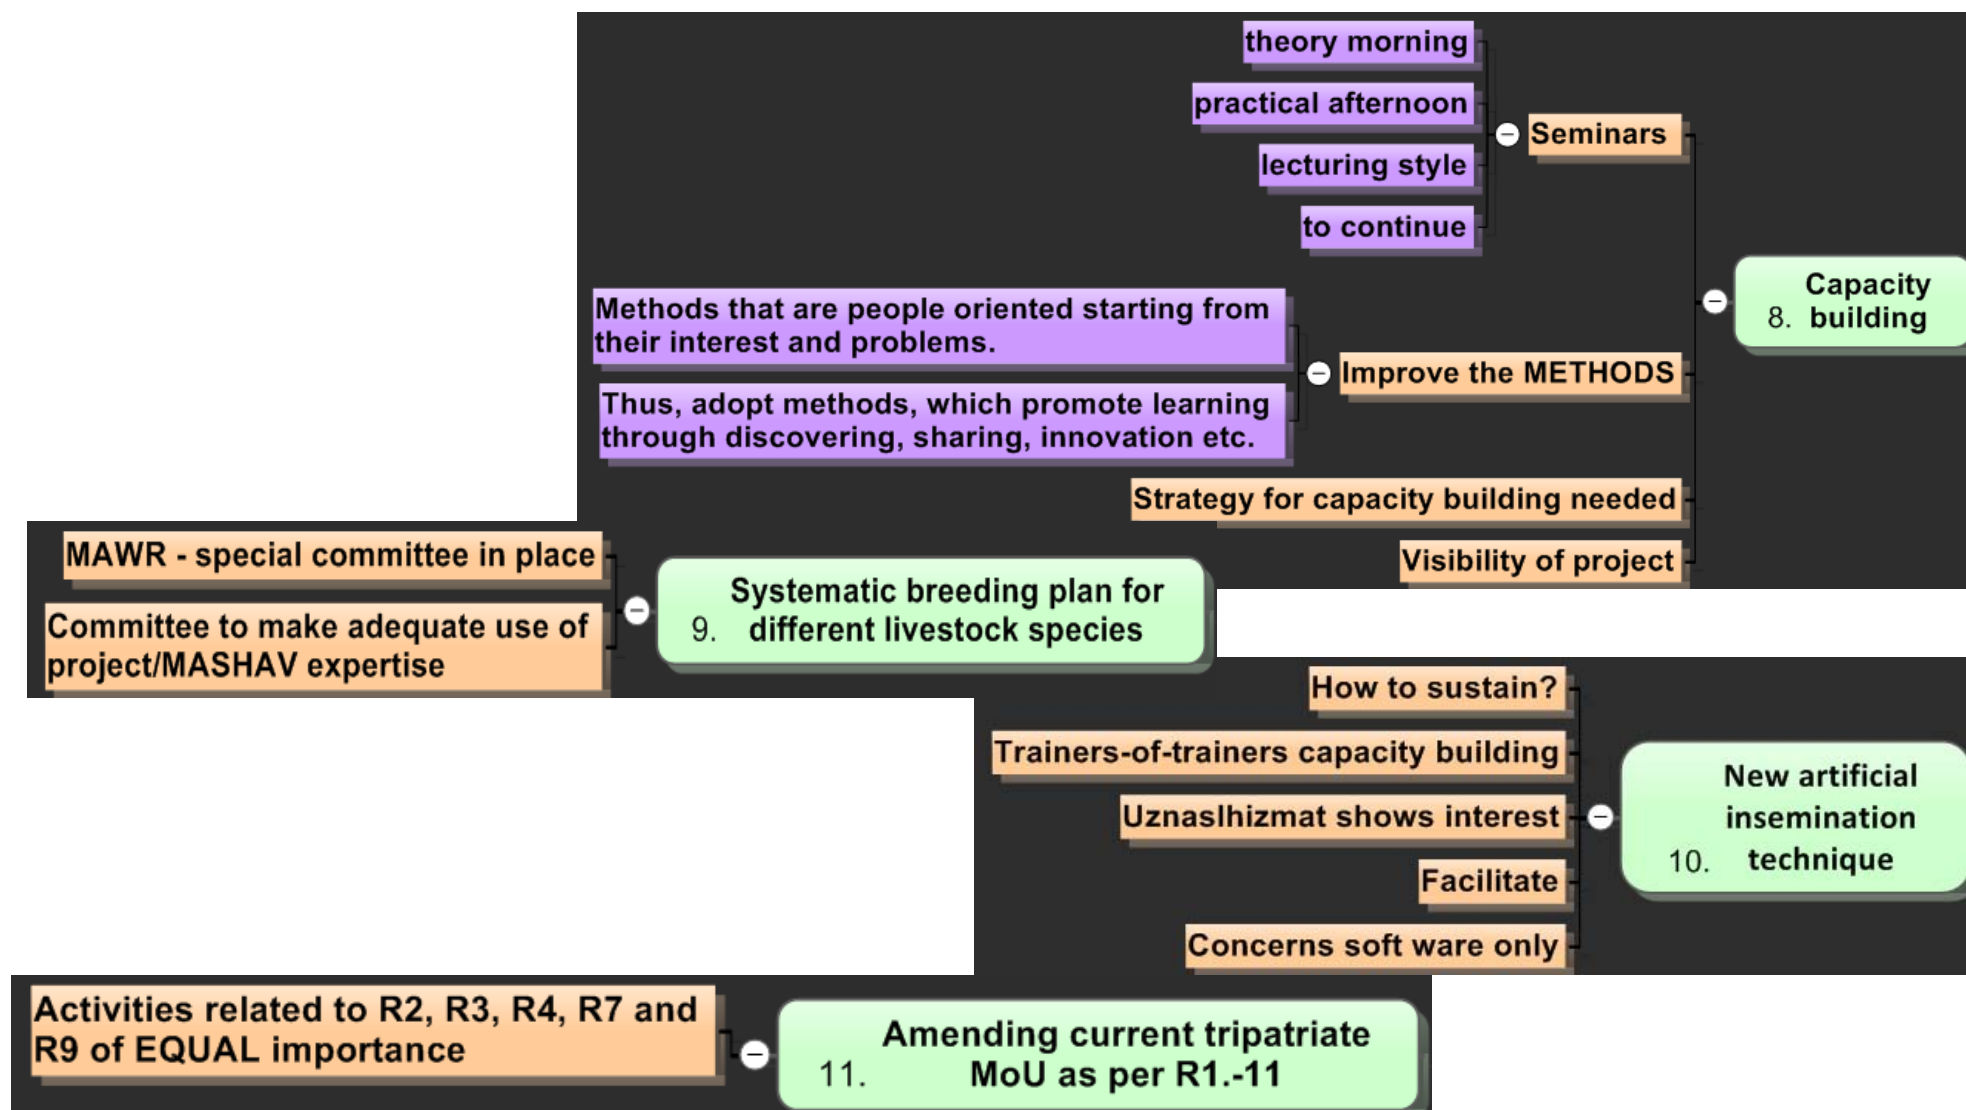 theory morning
practical afternoon
lecturing style
to continue
Seminars
Methods that are people oriented starting from
their interest and problems.
Thus, adopt methods, which promote learning
through discovering, sharing, innovation etc.
Improve the METHODS
Strategy for capacity building needed
Visibility of project
Capacity
8. building
MAWR - special committee in place
Committee to make adequate use of
project/MASHAV expertise
Systematic breeding plan for
9. different livestock species
How to sustain?
Trainers-of-trainers capacity building
Uznaslhizmat shows interest
Facilitate
Concerns soft ware only
New artificial
insemination
10. technique
Activities related to R2, R3, R4, R7 and
R9 of EQUAL importance
Amending current tripatriate
11. MoU as per R1.-11